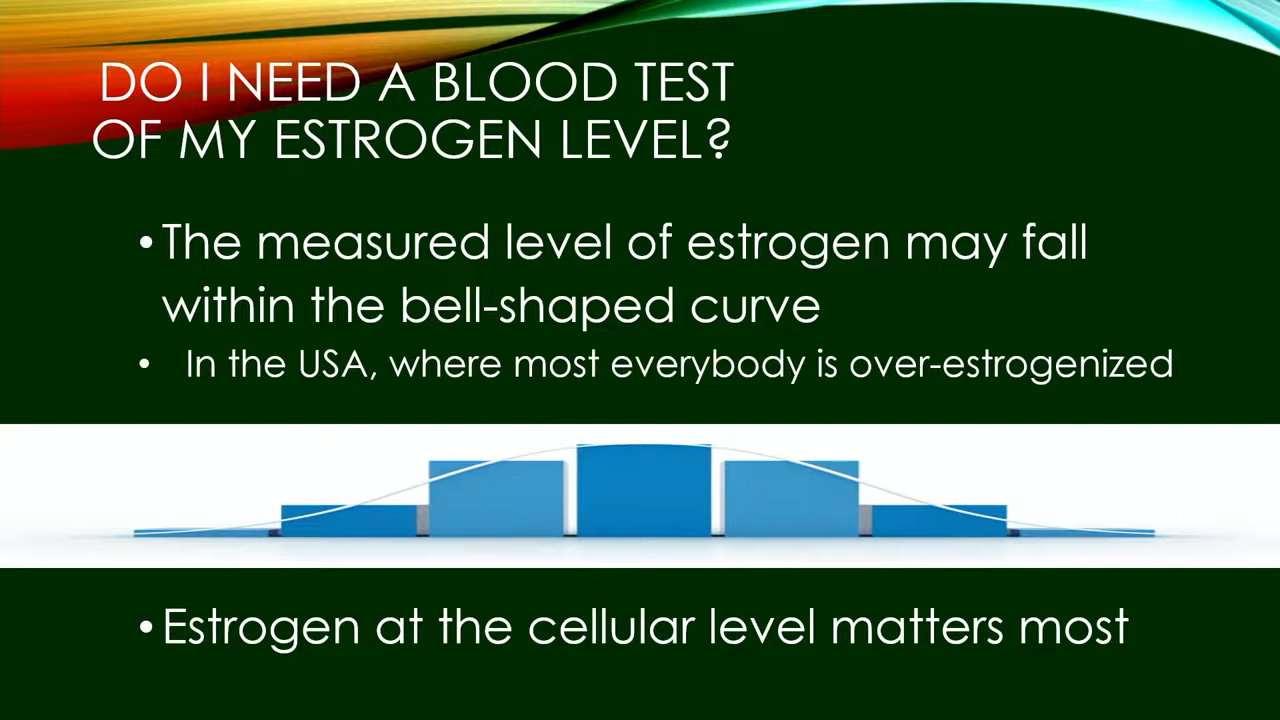 DO I NEED A BLOOD TEST
OF MY ESTROGEN LEVEL?
•The measured level of estrogen may fall
within the bell-shaped curve
• In the USA, where most everybody is over-estrogenized
•Estrogen at the cellular level matters most